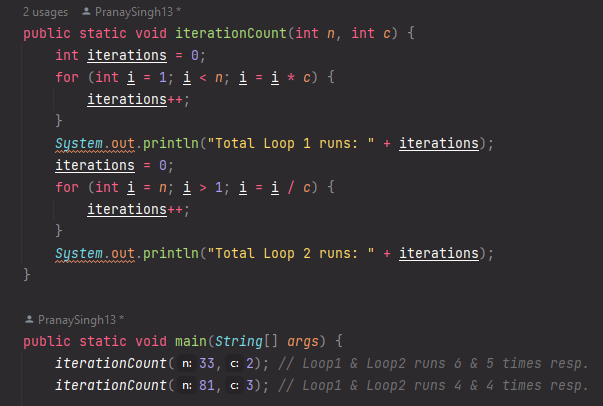 2 usages PranaySingh13 *
public static void iterationCount(int n, int c) {
int iterations = 0;
for (int i = 1; i < n; i = i * c) {
iterations++;
}
System.out.println("Total Loop 1 runs: " + iterations);
iterations = 0;
for (int i = n; i > 1; i = i / c) {
iterations++;
}
System.out.println("Total Loop 2 runs: " + iterations);
}
PranaySingh13 *
public static void main(String[] args) {
iterationCount( n: 33, c: 2); // Loop1 & Loop2 runs 6 & 5 times resp.
iterationCount( n: 81, c: 3); // Loop1 & Loop2 runs 4 & 4 times resp.